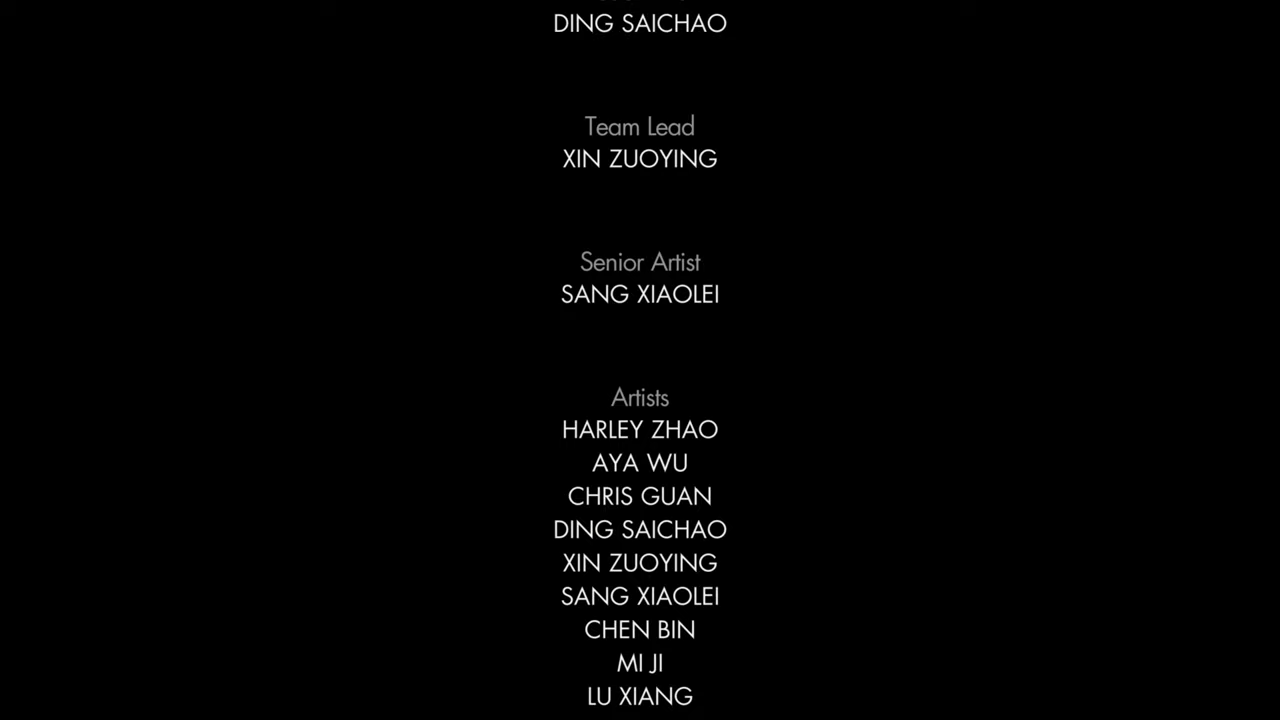 DING SAICHAO
Team Lead
XIN ZUOYING
Senior Artist
SANG XIAOLEI
Artists
HARLEY ZHAO
AYA WU
CHRIS GUAN
DING SAICHAO
XIN ZUOYING
SANG XIAOLEI
CHEN BIN
MI JI
LU XIANG